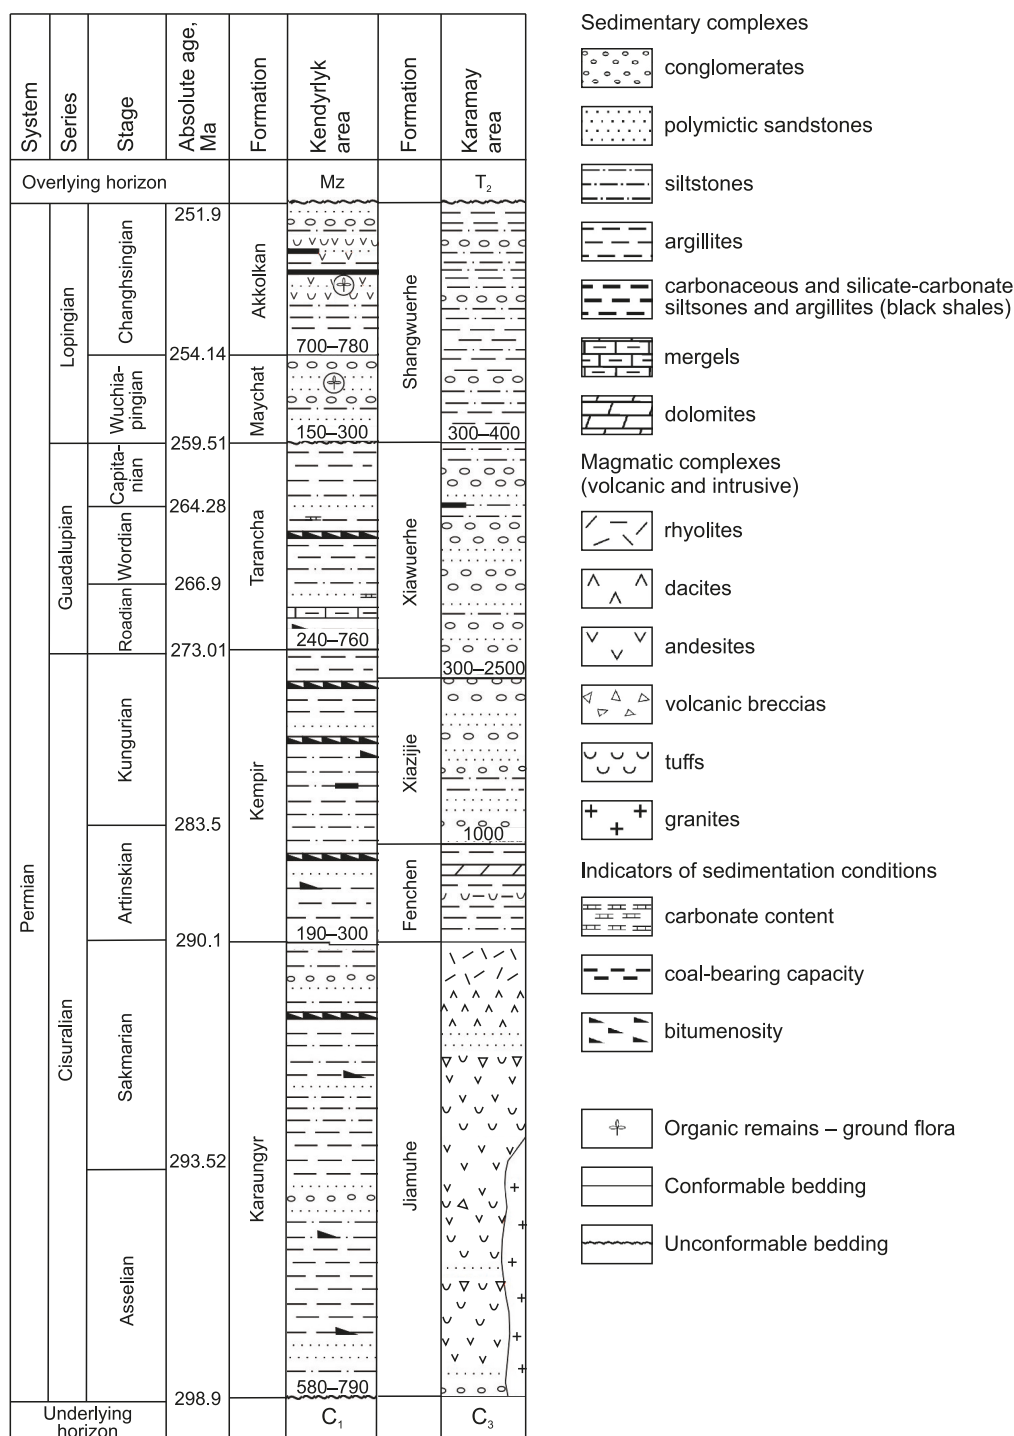 System
Series
Stage
Absolute age,
Ma
Formation
Kendyrlyk
area
Formation
Karamay
area
Overlying horizon
Mz
T2
Permian
Lopingian
Guadalupian
Cisuralian
Changhsingian
Wuchia-
pingian
Capita-
nian
Wordian
Roadian
Kungurian
Artinskian
Sakmarian
Asselian
251.9
254.14
259.51
264.28
266.9
273.01
283.5
290.1
293.52
298.9
Akkolkan
Maychat
Tarancha
Kempir
Karaungyr
700–780
150–300
240–760
190–300
580–790
Shangwuerhe
Xiawuerhe
Xiazijie
Fenchen
Jiamuhe
300–400
300–2500
1000
Underlying
horizon
C1
C3
Sedimentary complexes
conglomerates
polymictic sandstones
siltstones
argillites
carbonaceous and silicate-carbonate
siltsones and argillites (black shales)
mergels
dolomites
Magmatic complexes
(volcanic and intrusive)
rhyolites
dacites
andesites
volcanic breccias
tuffs
granites
Indicators of sedimentation conditions
carbonate content
coal-bearing capacity
bitumenosity
Organic remains – ground flora
Conformable bedding
Unconformable bedding